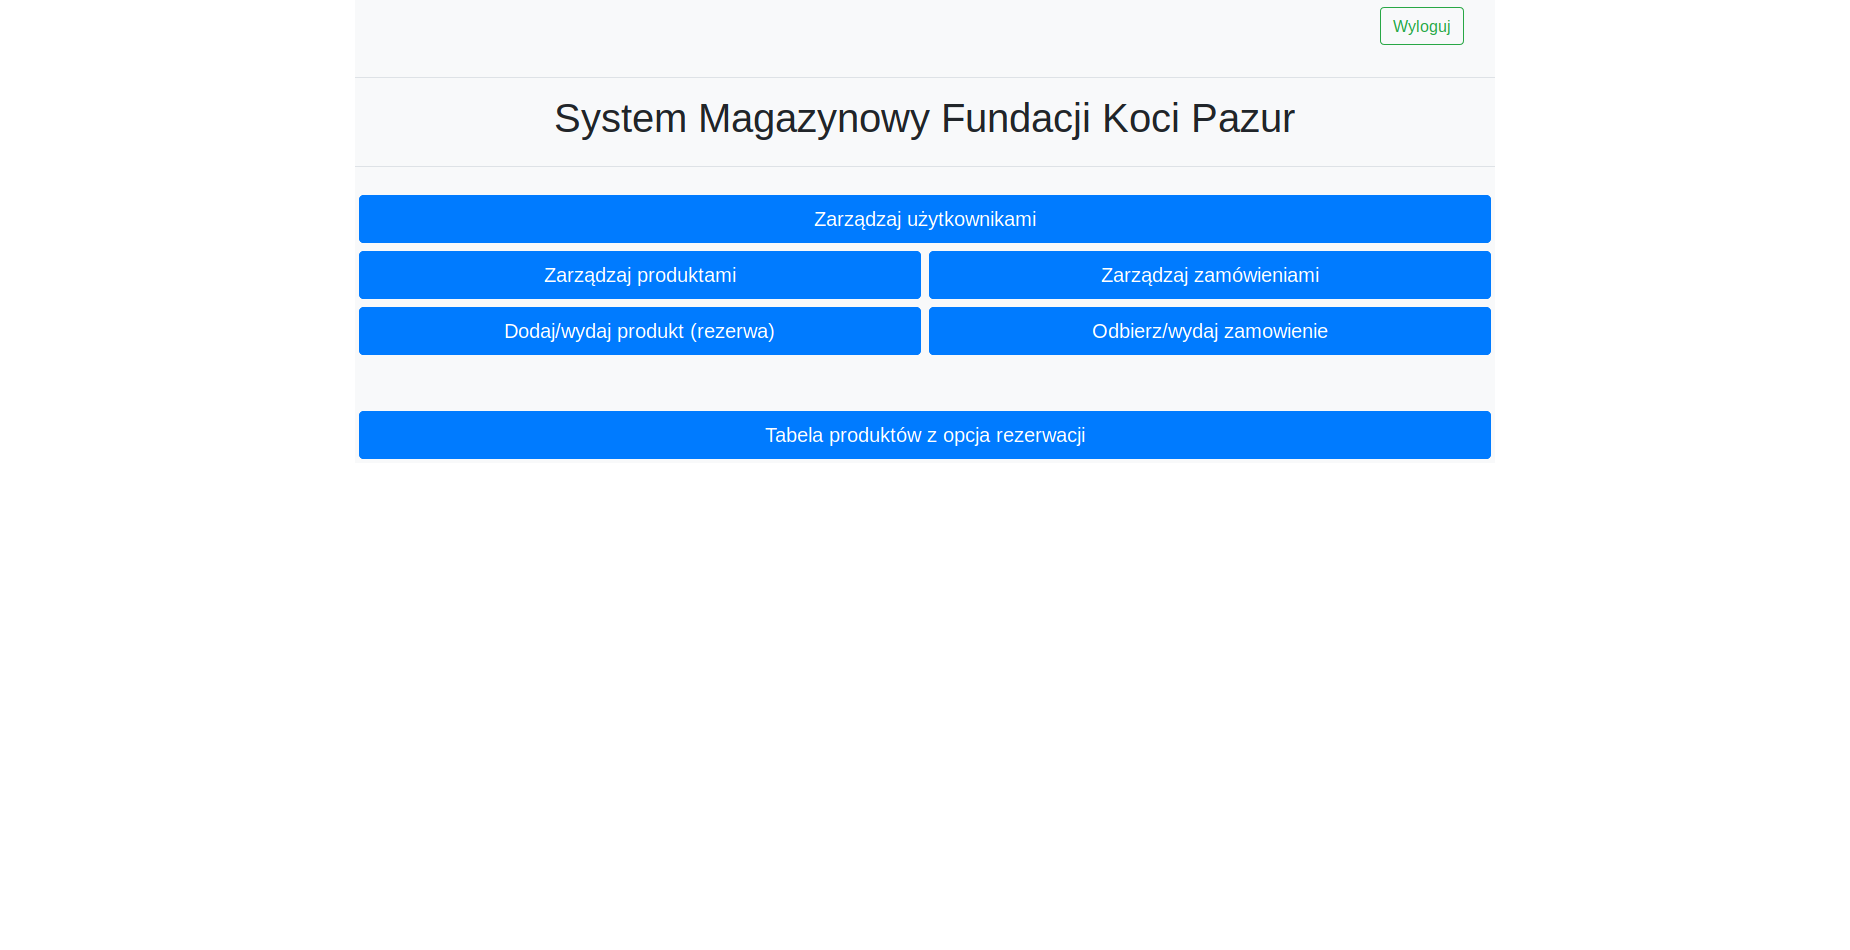 Wyloguj
System Magazynowy Fundacji Koci Pazur
Zarządzaj użytkownikami
Zarządzaj produktami
Zarządzaj zamówieniami
Dodaj/wydaj produkt (rezerwa)
Odbierz/wydaj zamowienie
Tabela produktów z opcja rezerwacji